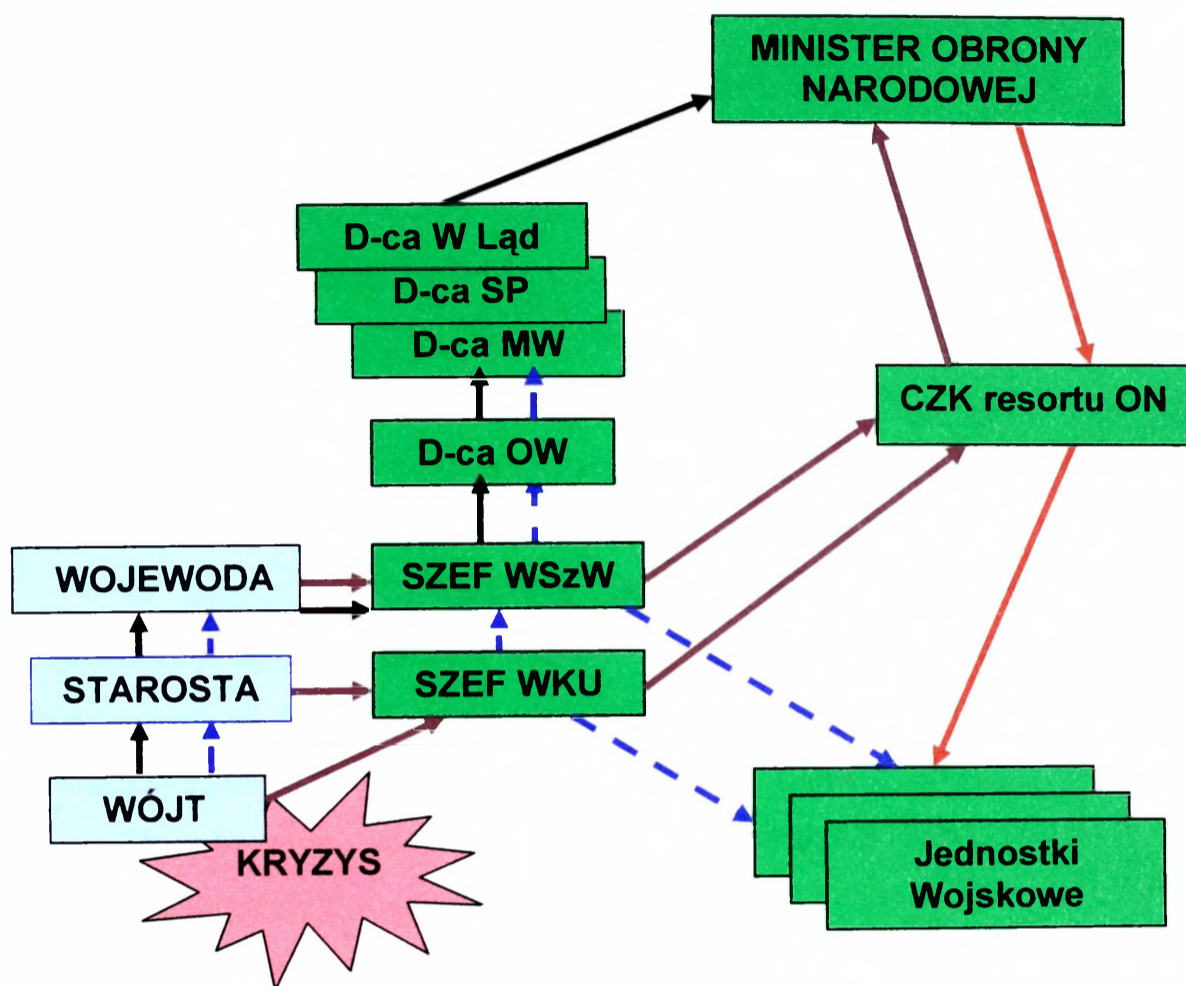 MINISTER OBRONY
NARODOWEJ
D-ca W Ląd
D-ca SP
D-ca MW
CZK resortu ON
D-ca OW
WOJEWODA
SZEF WSzW
STAROSTA
SZEF WKU
WÓJT
KRYZYS
Jednostki
Wojskowe